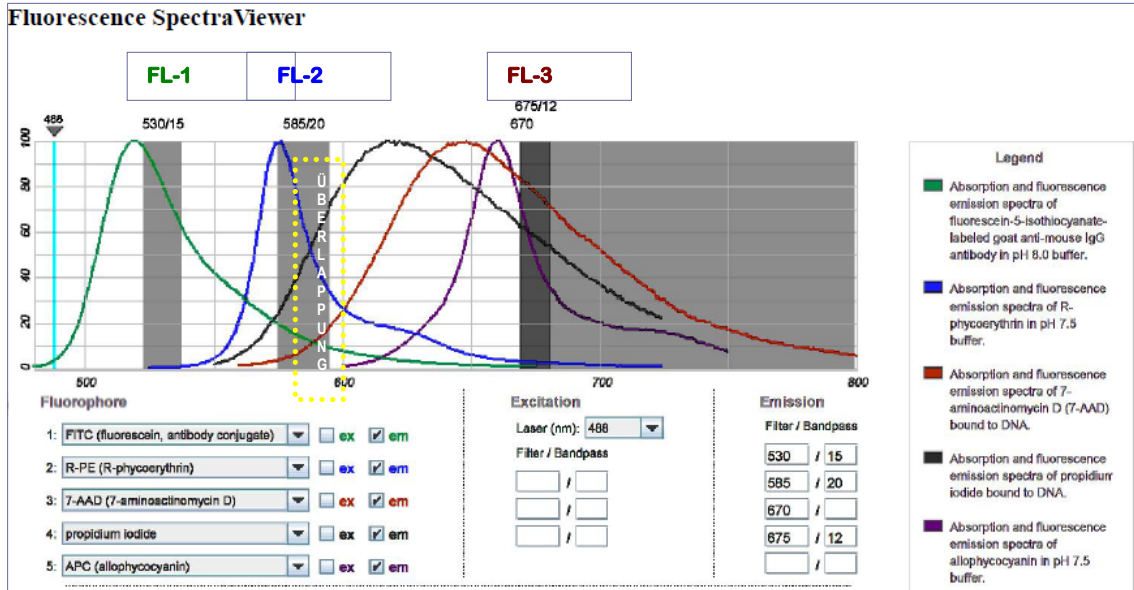 Fluorescence SpectraViewer
FL-1
FL-2
FL-3
488
530/15
585/20
675/12
670
100
80
60
40
20
0
ÜBERLAPPUNG
500
600
700
800
Legend
Absorption and fluorescence
emission spectra of
fluorescein-5-isothiocyanate-
labeled goat anti-mouse IgG
antibody in pH 8.0 buffer.
Absorption and fluorescence
emission spectra of R-
phycoerythrin in pH 7.5
buffer.
Absorption and fluorescence
emission spectra of 7-
aminoactinomycin D (7-AAD)
bound to DNA.
Absorption and fluorescence
emission spectra of propidium
iodide bound to DNA.
Absorption and fluorescence
emission spectra of
allophycocyanin in pH 7.5
buffer.
Fluorophore
1: FITC (fluorescein, antibody conjugate) ex em
2: R-PE (R-phycoerythrin) ex em
3: 7-AAD (7-aminoactinomycin D) ex em
4: propidium iodide ex em
5: APC (allophycocyanin) ex em
Excitation
Laser (nm): 488
Filter / Bandpass
/
/
/
Emission
Filter / Bandpass
530 / 15
585 / 20
670 /
675 / 12
/